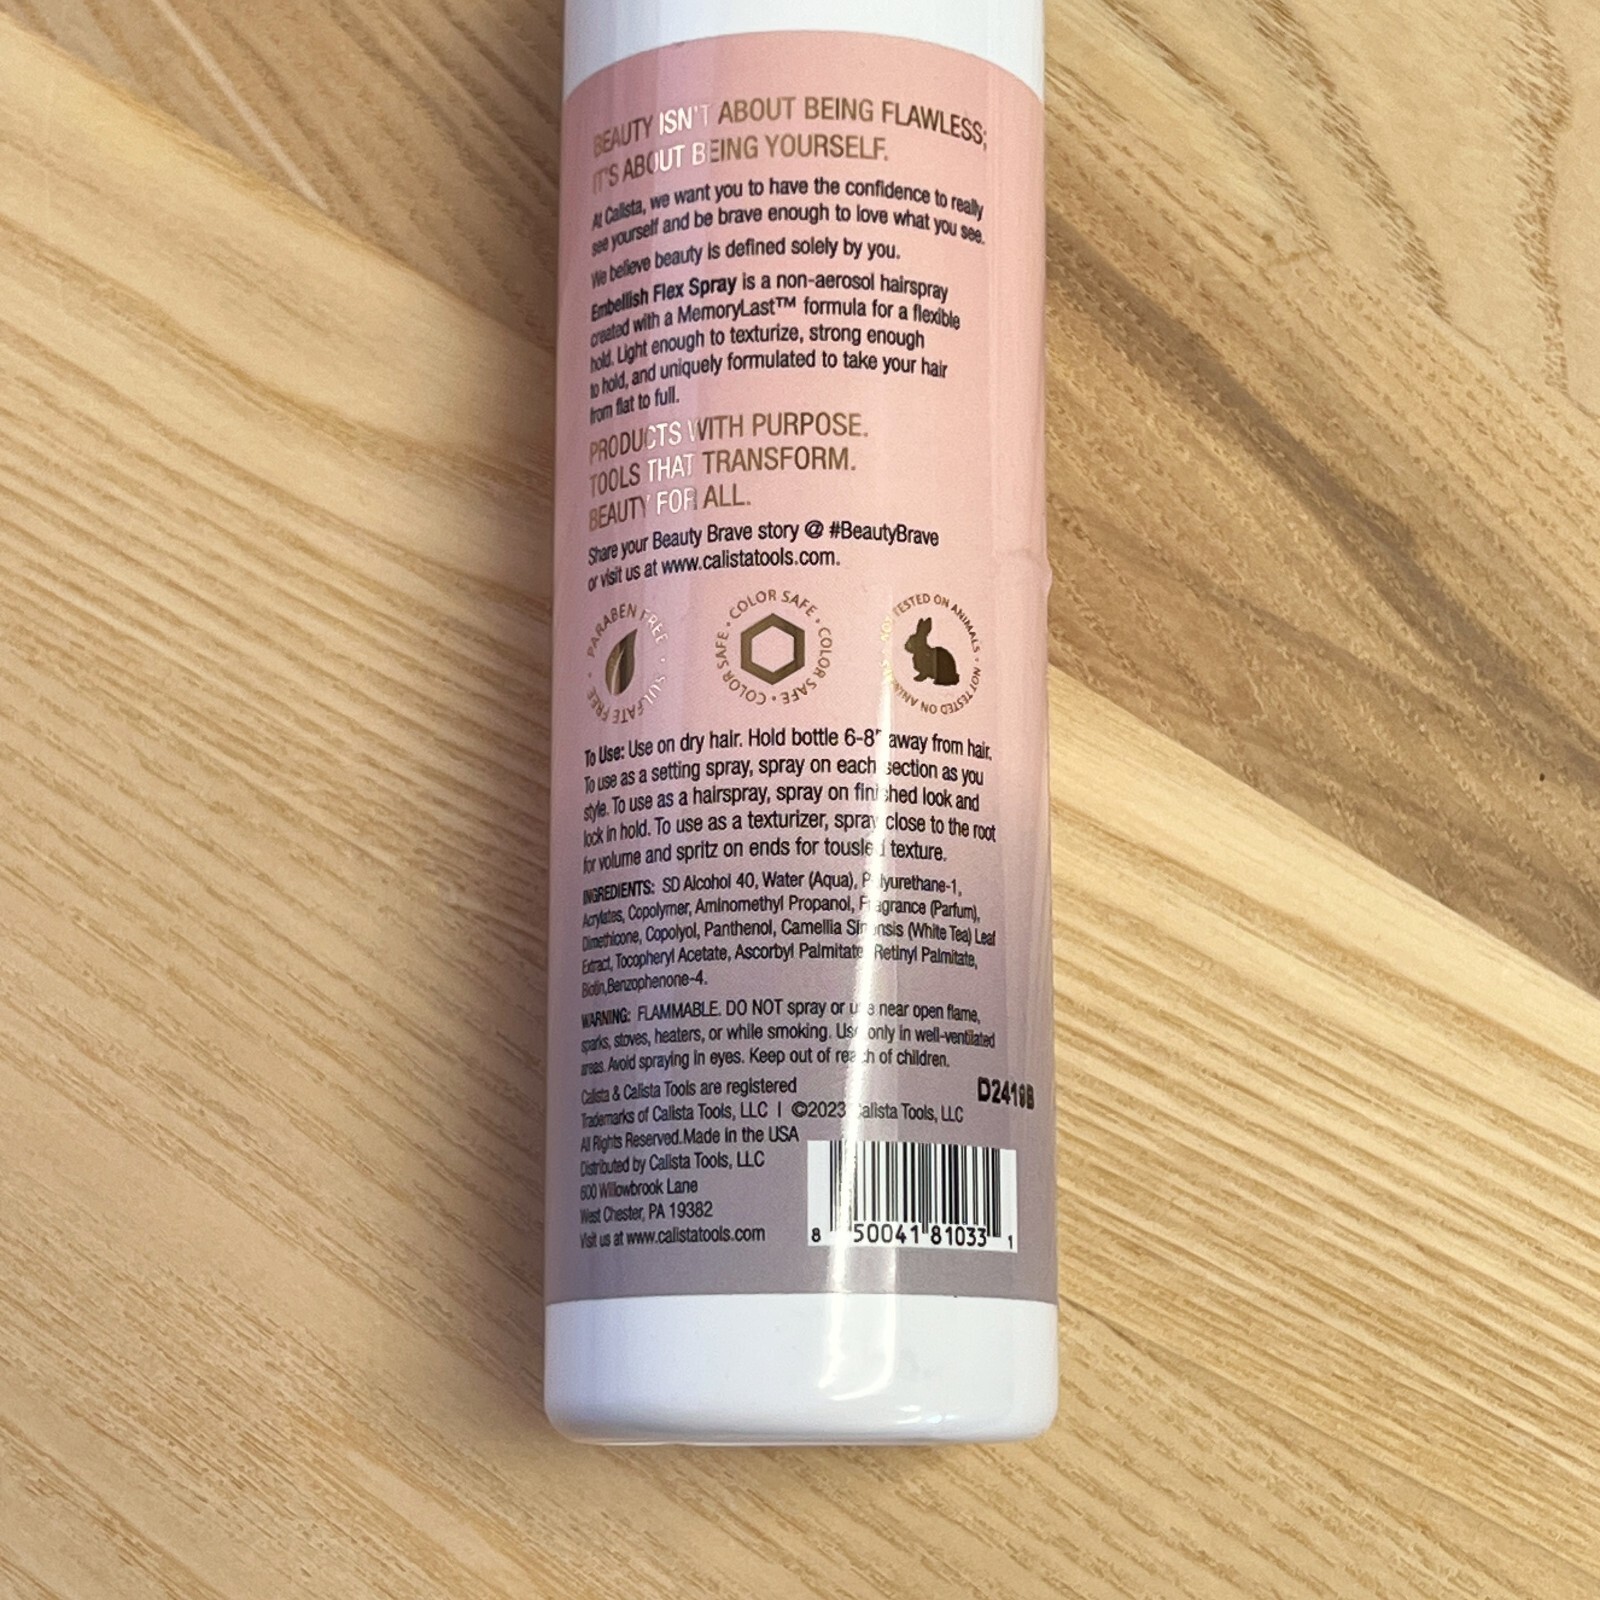 BEAUTY ISN'T ABOUT BEING FLAWLESS;
IT'S ABOUT BEING YOURSELF.
At Calista, we want you to have the confidence to really
see yourself and be brave enough to love what you see.
We believe beauty is defined solely by you.
Embellish Flex Spray is a non-aerosol hairspray
created with a MemoryLast™ formula for a flexible
hold. Light enough to texturize, strong enough
to hold, and uniquely formulated to take your hair
from flat to full.
PRODUCTS WITH PURPOSE.
TOOLS THAT TRANSFORM.
BEAUTY FOR ALL.
Share your Beauty Brave story @ #BeautyBrave
or visit us at www.calistatools.com.
PARABEN FREE • SULFATE FREE •
COLOR SAFE • COLOR SAFE • COLOR SAFE •
NOT TESTED ON ANIMALS • NOT TESTED ON ANIMALS •
To Use: Use on dry hair. Hold bottle 6-8" away from hair.
To use as a setting spray, spray on each section as you
style. To use as a hairspray, spray on finished look and
lock in hold. To use as a texturizer, spray close to the root
for volume and spritz on ends for tousled texture.
INGREDIENTS: SD Alcohol 40, Water (Aqua), Polyurethane-1,
Acrylates, Copolymer, Aminomethyl Propanol, Fragrance (Parfum),
Dimethicone, Copolyol, Panthenol, Camellia Sinensis (White Tea) Leaf
Extract, Tocopheryl Acetate, Ascorbyl Palmitate, Retinyl Palmitate,
Biotin,Benzophenone-4.
WARNING: FLAMMABLE. DO NOT spray or use near open flame,
sparks, stoves, heaters, or while smoking. Use only in well-ventilated
areas. Avoid spraying in eyes. Keep out of reach of children.
Calista & Calista Tools are registered
D2419B
Trademarks of Calista Tools, LLC | ©2023 Calista Tools, LLC
All Rights Reserved.Made in the USA
Distributed by Calista Tools, LLC
600 Willowbrook Lane
West Chester, PA 19382
Visit us at www.calistatools.com
8 50041 81033 1